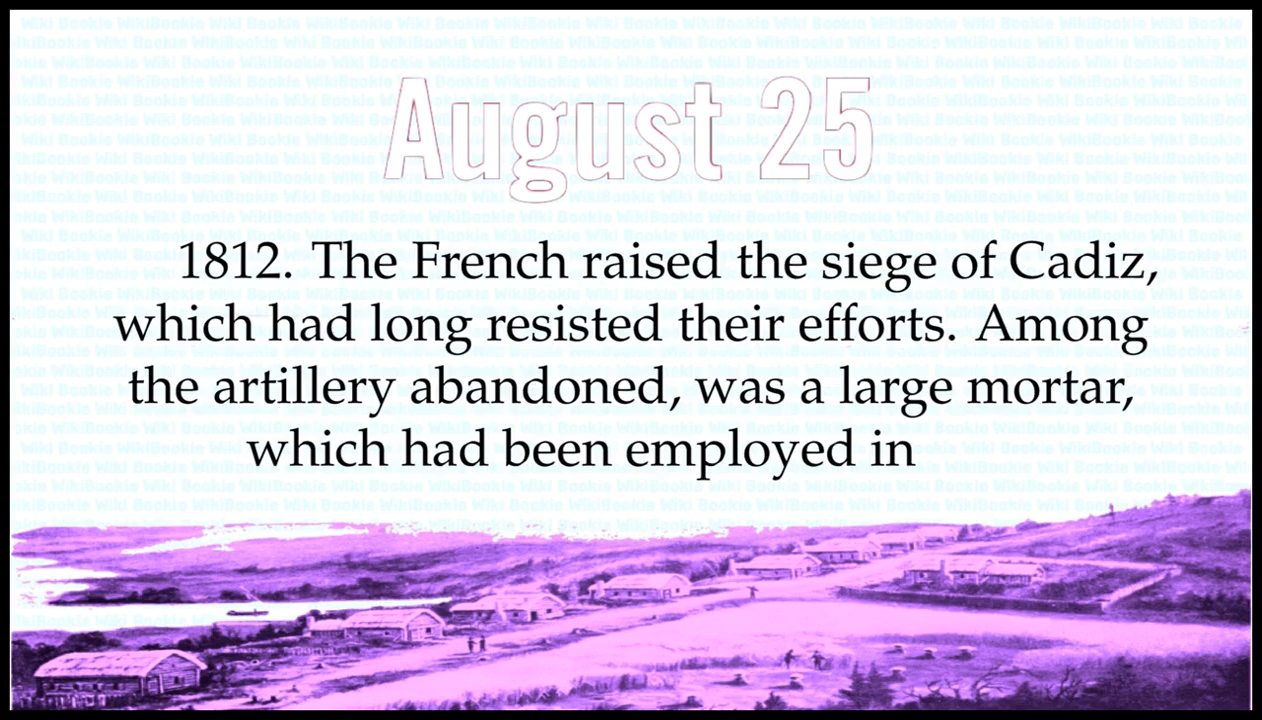 August 25
1812. The French raised the siege of Cadiz,
which had long resisted their efforts. Among
the artillery abandoned, was a large mortar,
which had been employed in